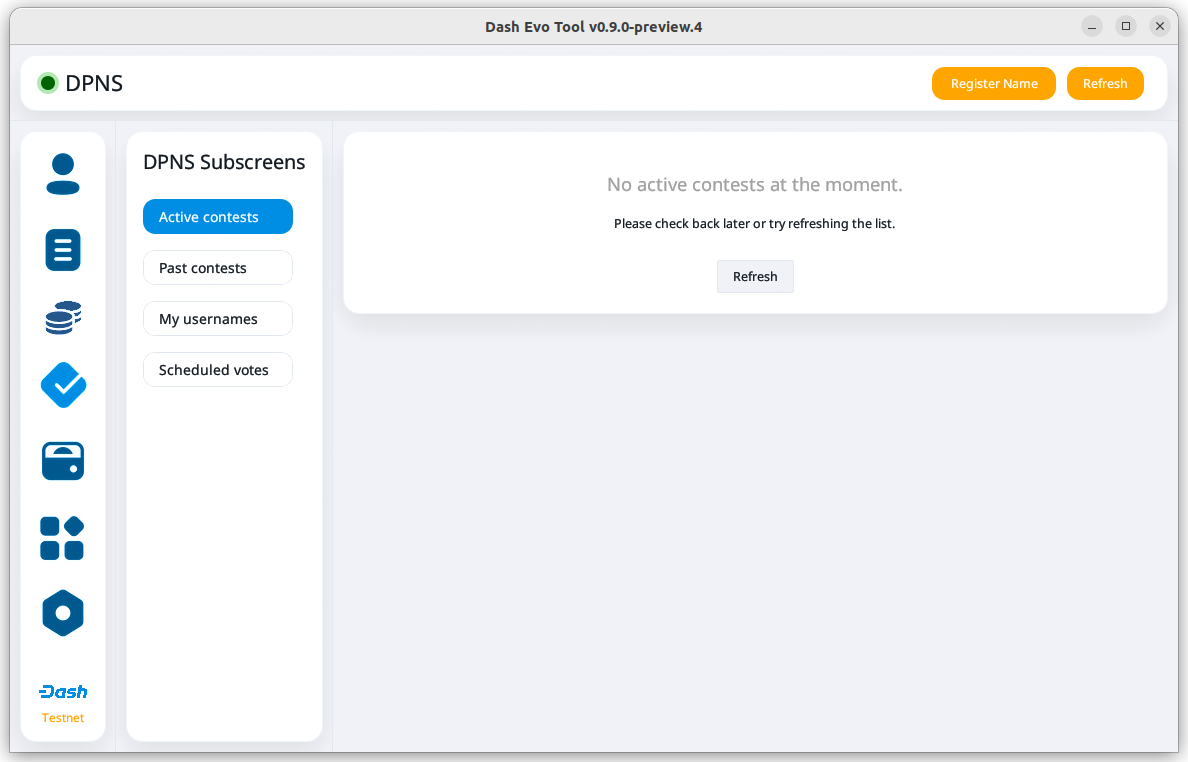 Dash Evo Tool v0.9.0-preview.4
DPNS
Register Name
Refresh
DPNS Subscreens
Active contests
Past contests
My usernames
Scheduled votes
No active contests at the moment.
Please check back later or try refreshing the list.
Refresh
Dash
Testnet